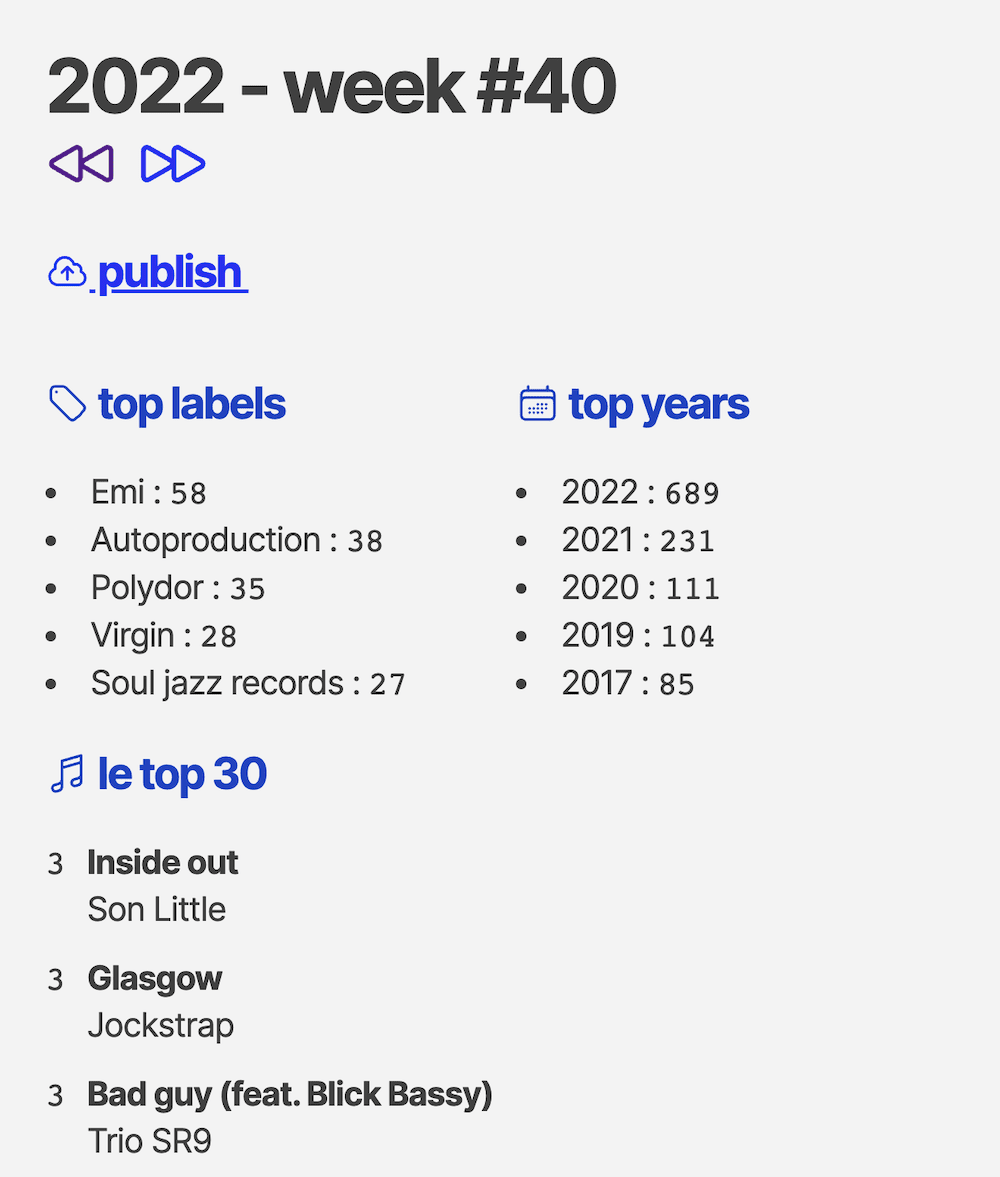 2022 - week #40
publish
top labels
Emi : 58
Autoproduction : 38
Polydor : 35
Virgin : 28
Soul jazz records : 27
top years
2022 : 689
2021 : 231
2020 : 111
2019 : 104
2017 : 85
le top 30
3 Inside out
Son Little
3 Glasgow
Jockstrap
3 Bad guy (feat. Blick Bassy)
Trio SR9